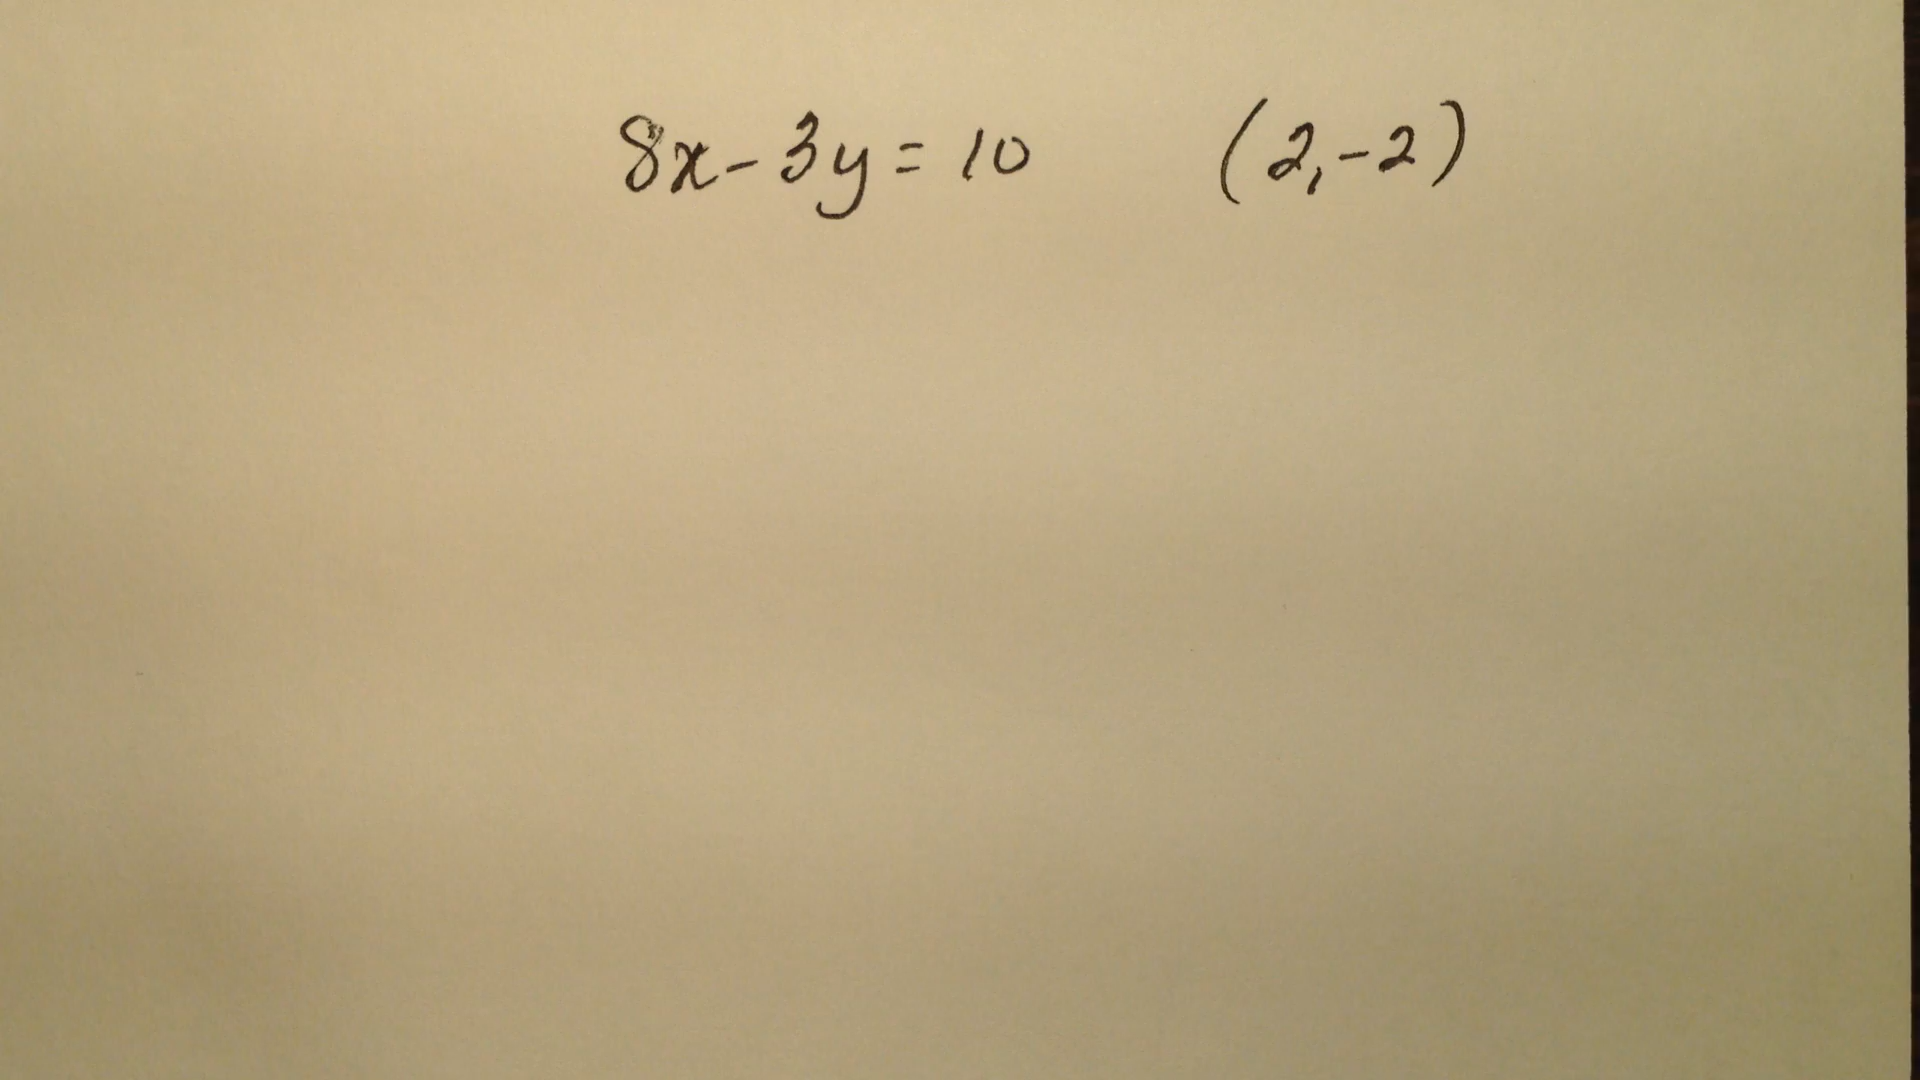 8x - 3y = 10 (2, -2)